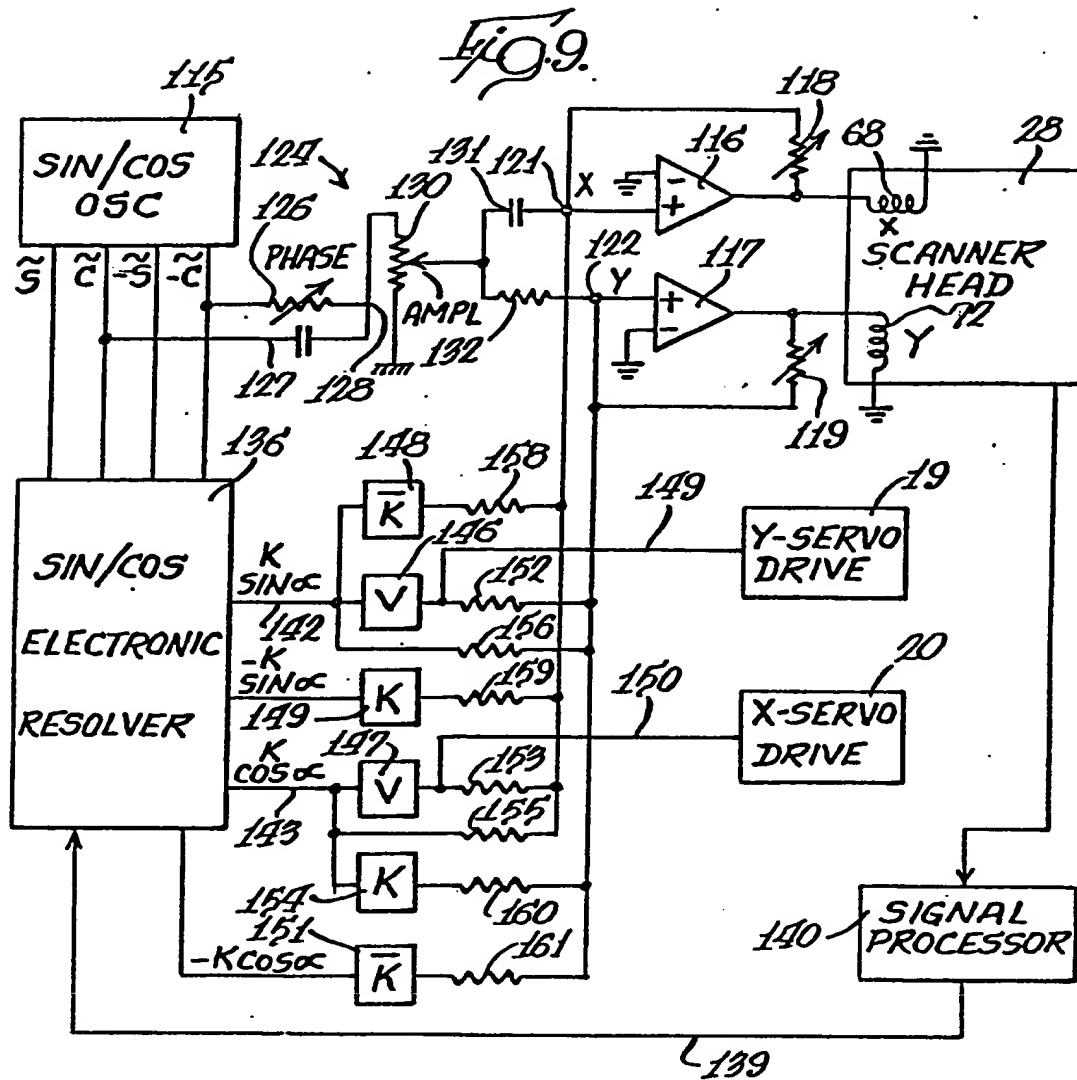 Fig. 9.
115
118
SIN/COS
OSC
124
130
131
121
X
116
68
28
126
S̃ C̃ -S̃ -C̃
PHASE
122
Y
117
X
SCANNER
HEAD
AMPL
72
Y
127
128
132
119
136
148
158
149
19
K̅
Y-SERVO
DRIVE
SIN/COS
ELECTRONIC
RESOLVER
K
SIN∝
142
146
V
152
156
-K
SIN∝
149
K
159
150
20
X-SERVO
DRIVE
K
COS∝
143
147
V
153
155
154
K
160
140
SIGNAL
PROCESSOR
151
-K COS∝
K̅
161
139